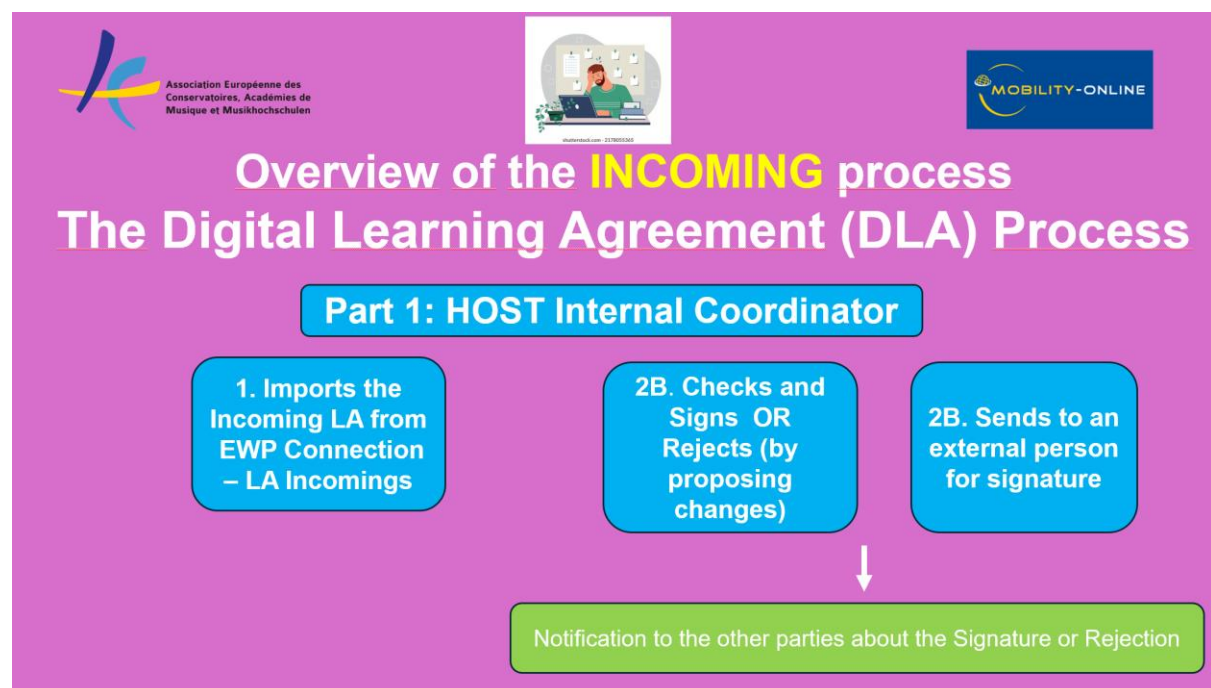 Association Européenne des
Conservatoires, Académies de
Musique et Musikhochschulen
shutterstock.com · 2178055365
MOBILITY-ONLINE
Overview of the INCOMING process
The Digital Learning Agreement (DLA) Process
Part 1: HOST Internal Coordinator
1. Imports the
Incoming LA from
EWP Connection
– LA Incomings
2B. Checks and
Signs OR
Rejects (by
proposing
changes)
2B. Sends to an
external person
for signature
Notification to the other parties about the Signature or Rejection